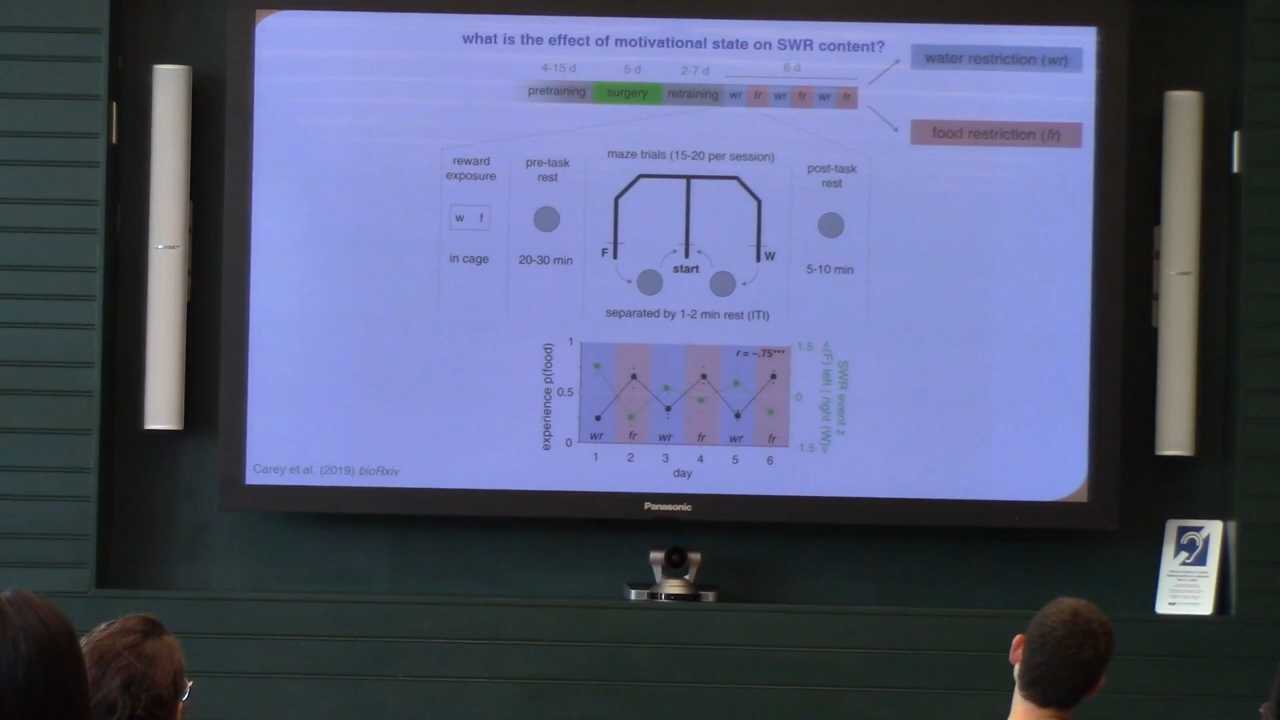 what is the effect of motivational state on SWR content?
4-15 d
5 d
2-7 d
6 d
water restriction (wr)
pretraining
surgery
retraining
wr fr wr fr wr fr
food restriction (fr)
reward
exposure
pre-task
rest
maze trials (15-20 per session)
post-task
rest
w f
F
W
start
in cage
20-30 min
5-10 min
separated by 1-2 min rest (ITI)
experience p(food)
1
0.5
0
r = -.75***
wr fr wr fr wr fr
1 2 3 4 5 6
day
1.5
0
-1.5
SWR event z
<(F) left | right (W)>
Carey et al. (2019) bioRxiv
Panasonic